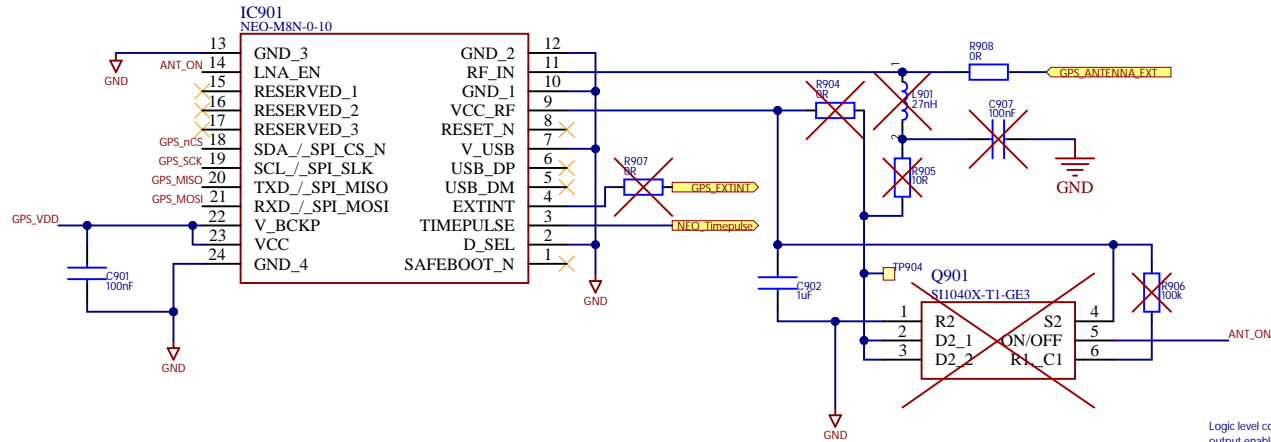 IC901
NEO-M8N-0-10
13 GND_3 GND_2 12
14 LNA_EN RF_IN 11
15 RESERVED_1 GND_1 10
16 RESERVED_2 VCC_RF 9
17 RESERVED_3 RESET_N 8
18 SDA_/_SPI_CS_N V_USB 7
19 SCL_/_SPI_SLK USB_DP 6
20 TXD_/_SPI_MISO USB_DM 5
21 RXD_/_SPI_MOSI EXTINT 4
22 V_BCKP TIMEPULSE 3
23 VCC D_SEL 2
24 GND_4 SAFEBOOT_N 1
GND
ANT_ON
GPS_nCS
GPS_SCK
GPS_MISO
GPS_MOSI
GPS_VDD
C901
100nF
GND
GND
R907
0R
GPS_EXTINT
NEO_Timepulse
R904
0R
1
L901
27nH
2
R908
0R
GPS_ANTENNA_EXT
C907
100nF
GND
R905
10R
TP904
C902
1uF
GND
Q901
SI1040X-T1-GE3
1 R2 S2 4
2 D2_1 ON/OFF 5
3 D2_2 R1,_C1 6
R906
100k
ANT_ON
Logic level
output